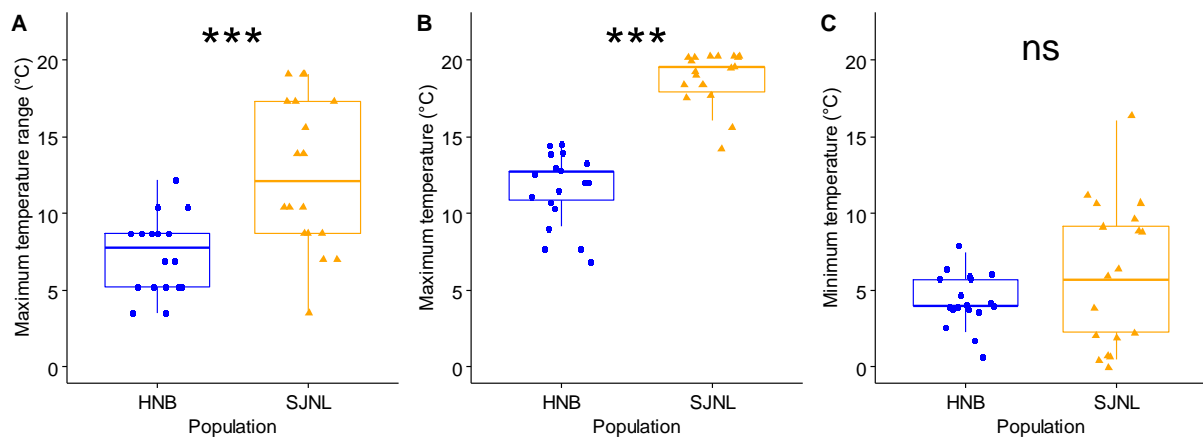 A
***
Maximum temperature range (°C)
20
15
10
5
0
HNB SJNL
Population
B
***
Maximum temperature (°C)
20
15
10
5
0
HNB SJNL
Population
C
ns
Minimum temperature (°C)
20
15
10
5
0
HNB SJNL
Population